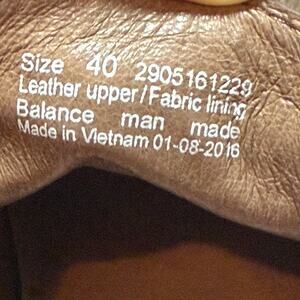 Size 40 2905161229
Leather upper/Fabric lining
Balance man made
Made in Vietnam 01-08-2016